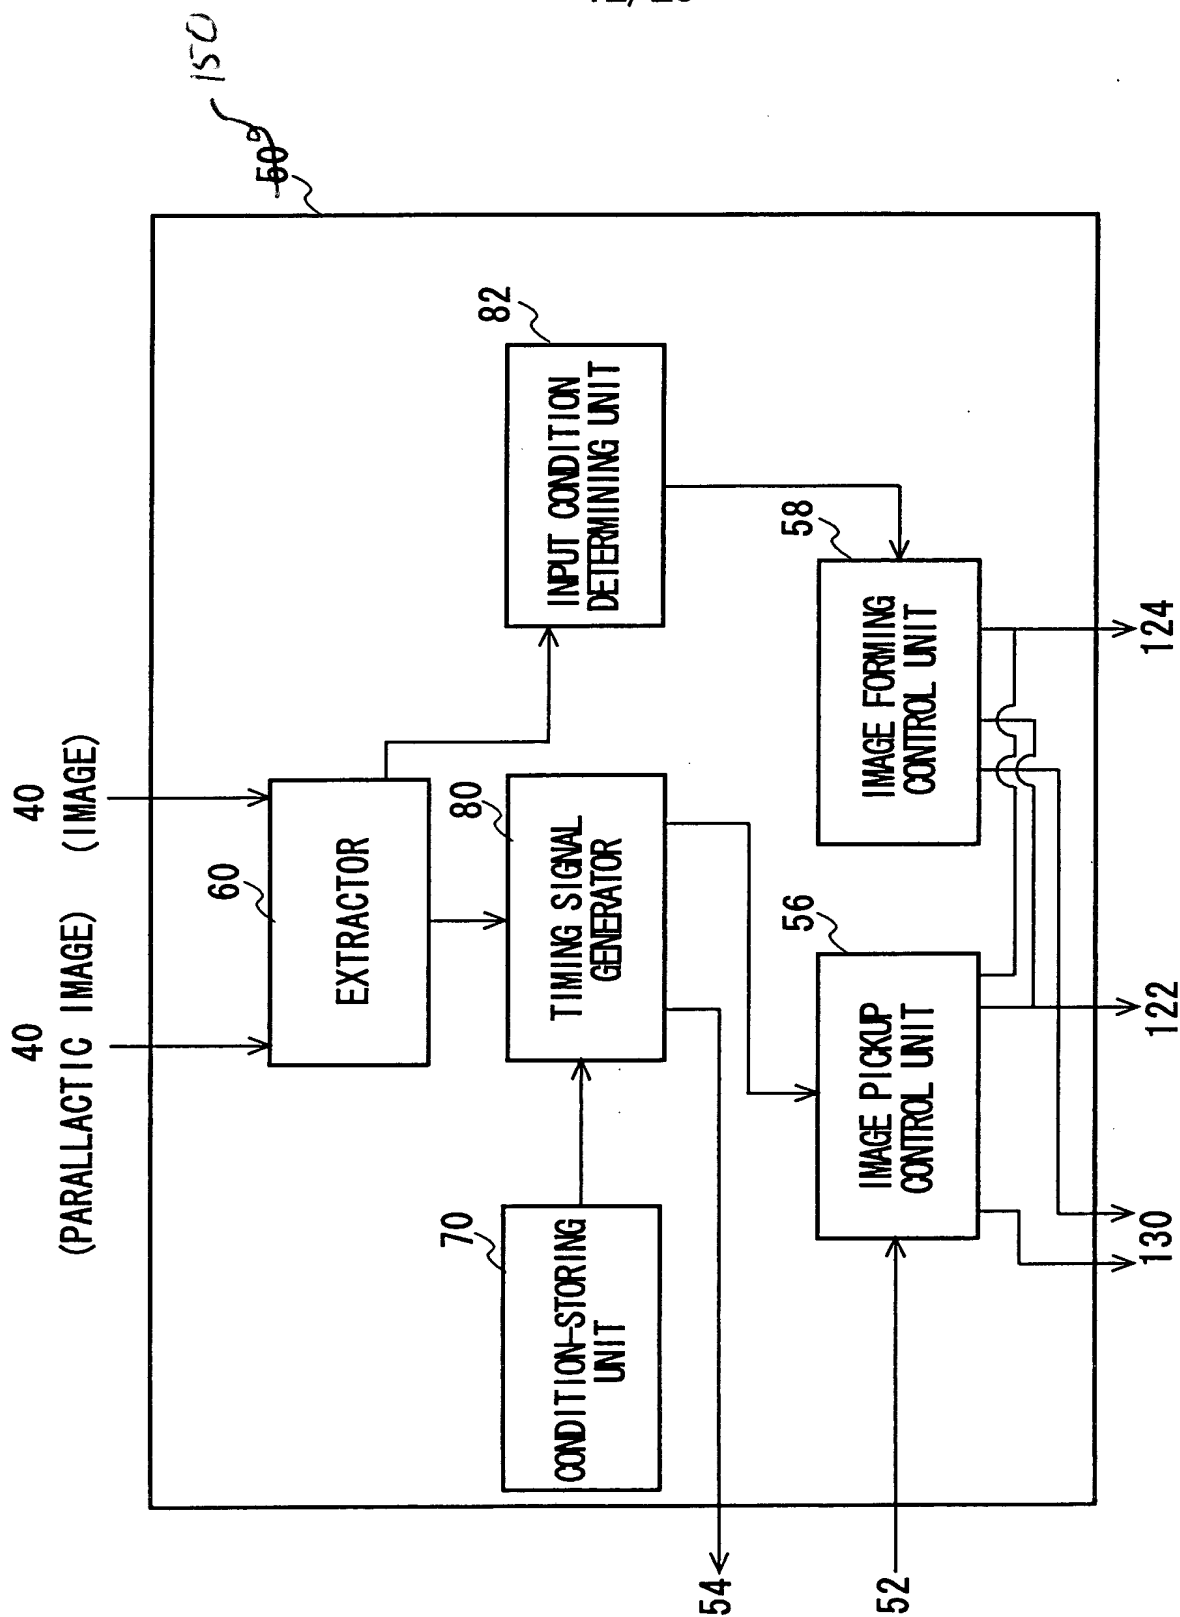 150
40
(PARALLACTIC IMAGE)
40
(IMAGE)
60
EXTRACTOR
70
CONDITION-STORING
UNIT
80
TIMING SIGNAL
GENERATOR
82
INPUT CONDITION
DETERMINING UNIT
54
52
56
IMAGE PICKUP
CONTROL UNIT
58
IMAGE FORMING
CONTROL UNIT
130
122
124